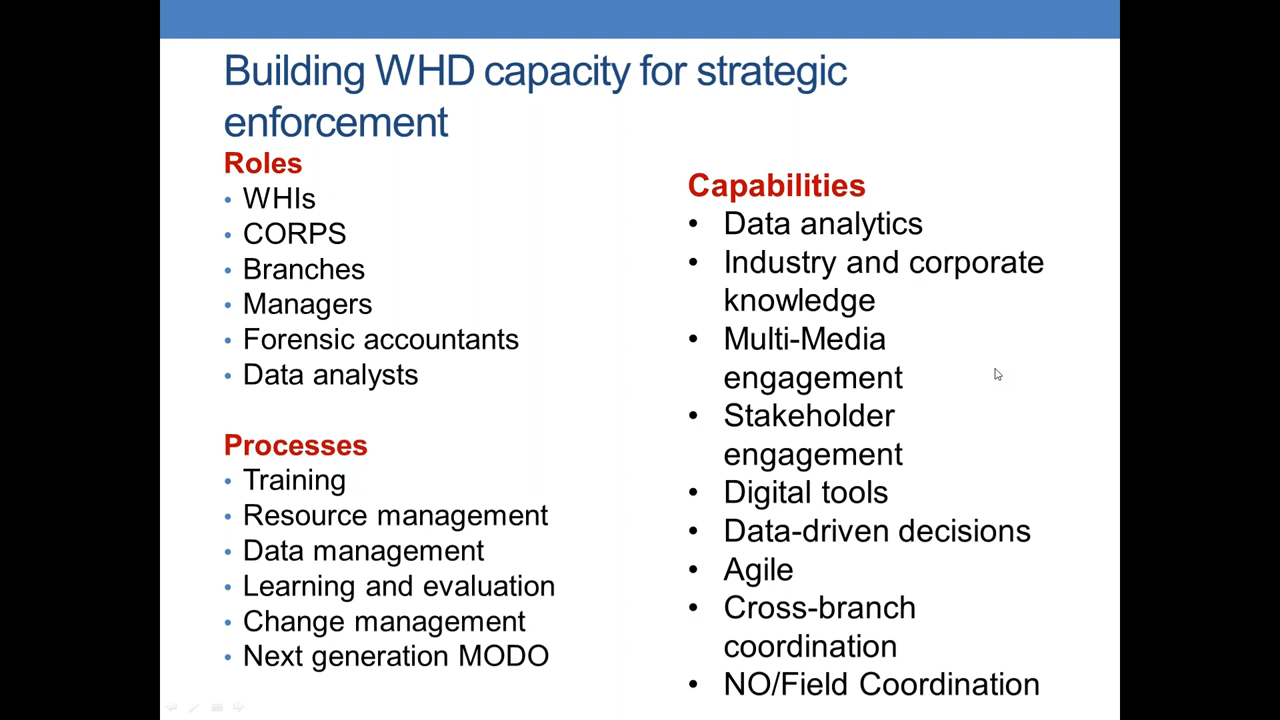 Building WHD capacity for strategic
enforcement
Roles
• WHIs
• CORPS
• Branches
• Managers
• Forensic accountants
• Data analysts
Processes
• Training
• Resource management
• Data management
• Learning and evaluation
• Change management
• Next generation MODO
Capabilities
• Data analytics
• Industry and corporate
knowledge
• Multi-Media
engagement
• Stakeholder
engagement
• Digital tools
• Data-driven decisions
• Agile
• Cross-branch
coordination
• NO/Field Coordination